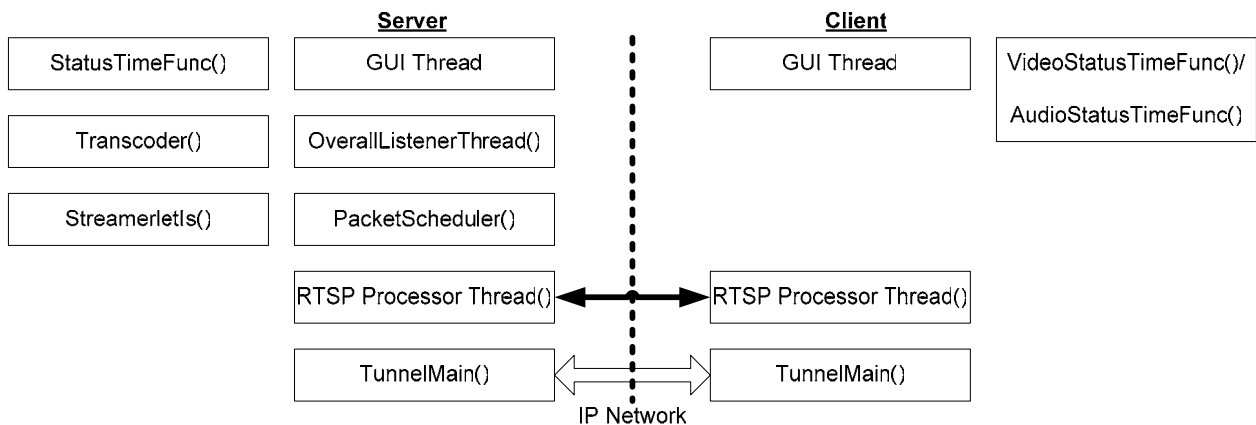 Server
Client
StatusTimeFunc()
GUI Thread
GUI Thread
VideoStatusTimeFunc()/
AudioStatusTimeFunc()
Transcoder()
OverallListenerThread()
StreamerletIs()
PacketScheduler()
RTSP Processor Thread()
RTSP Processor Thread()
TunnelMain()
TunnelMain()
IP Network